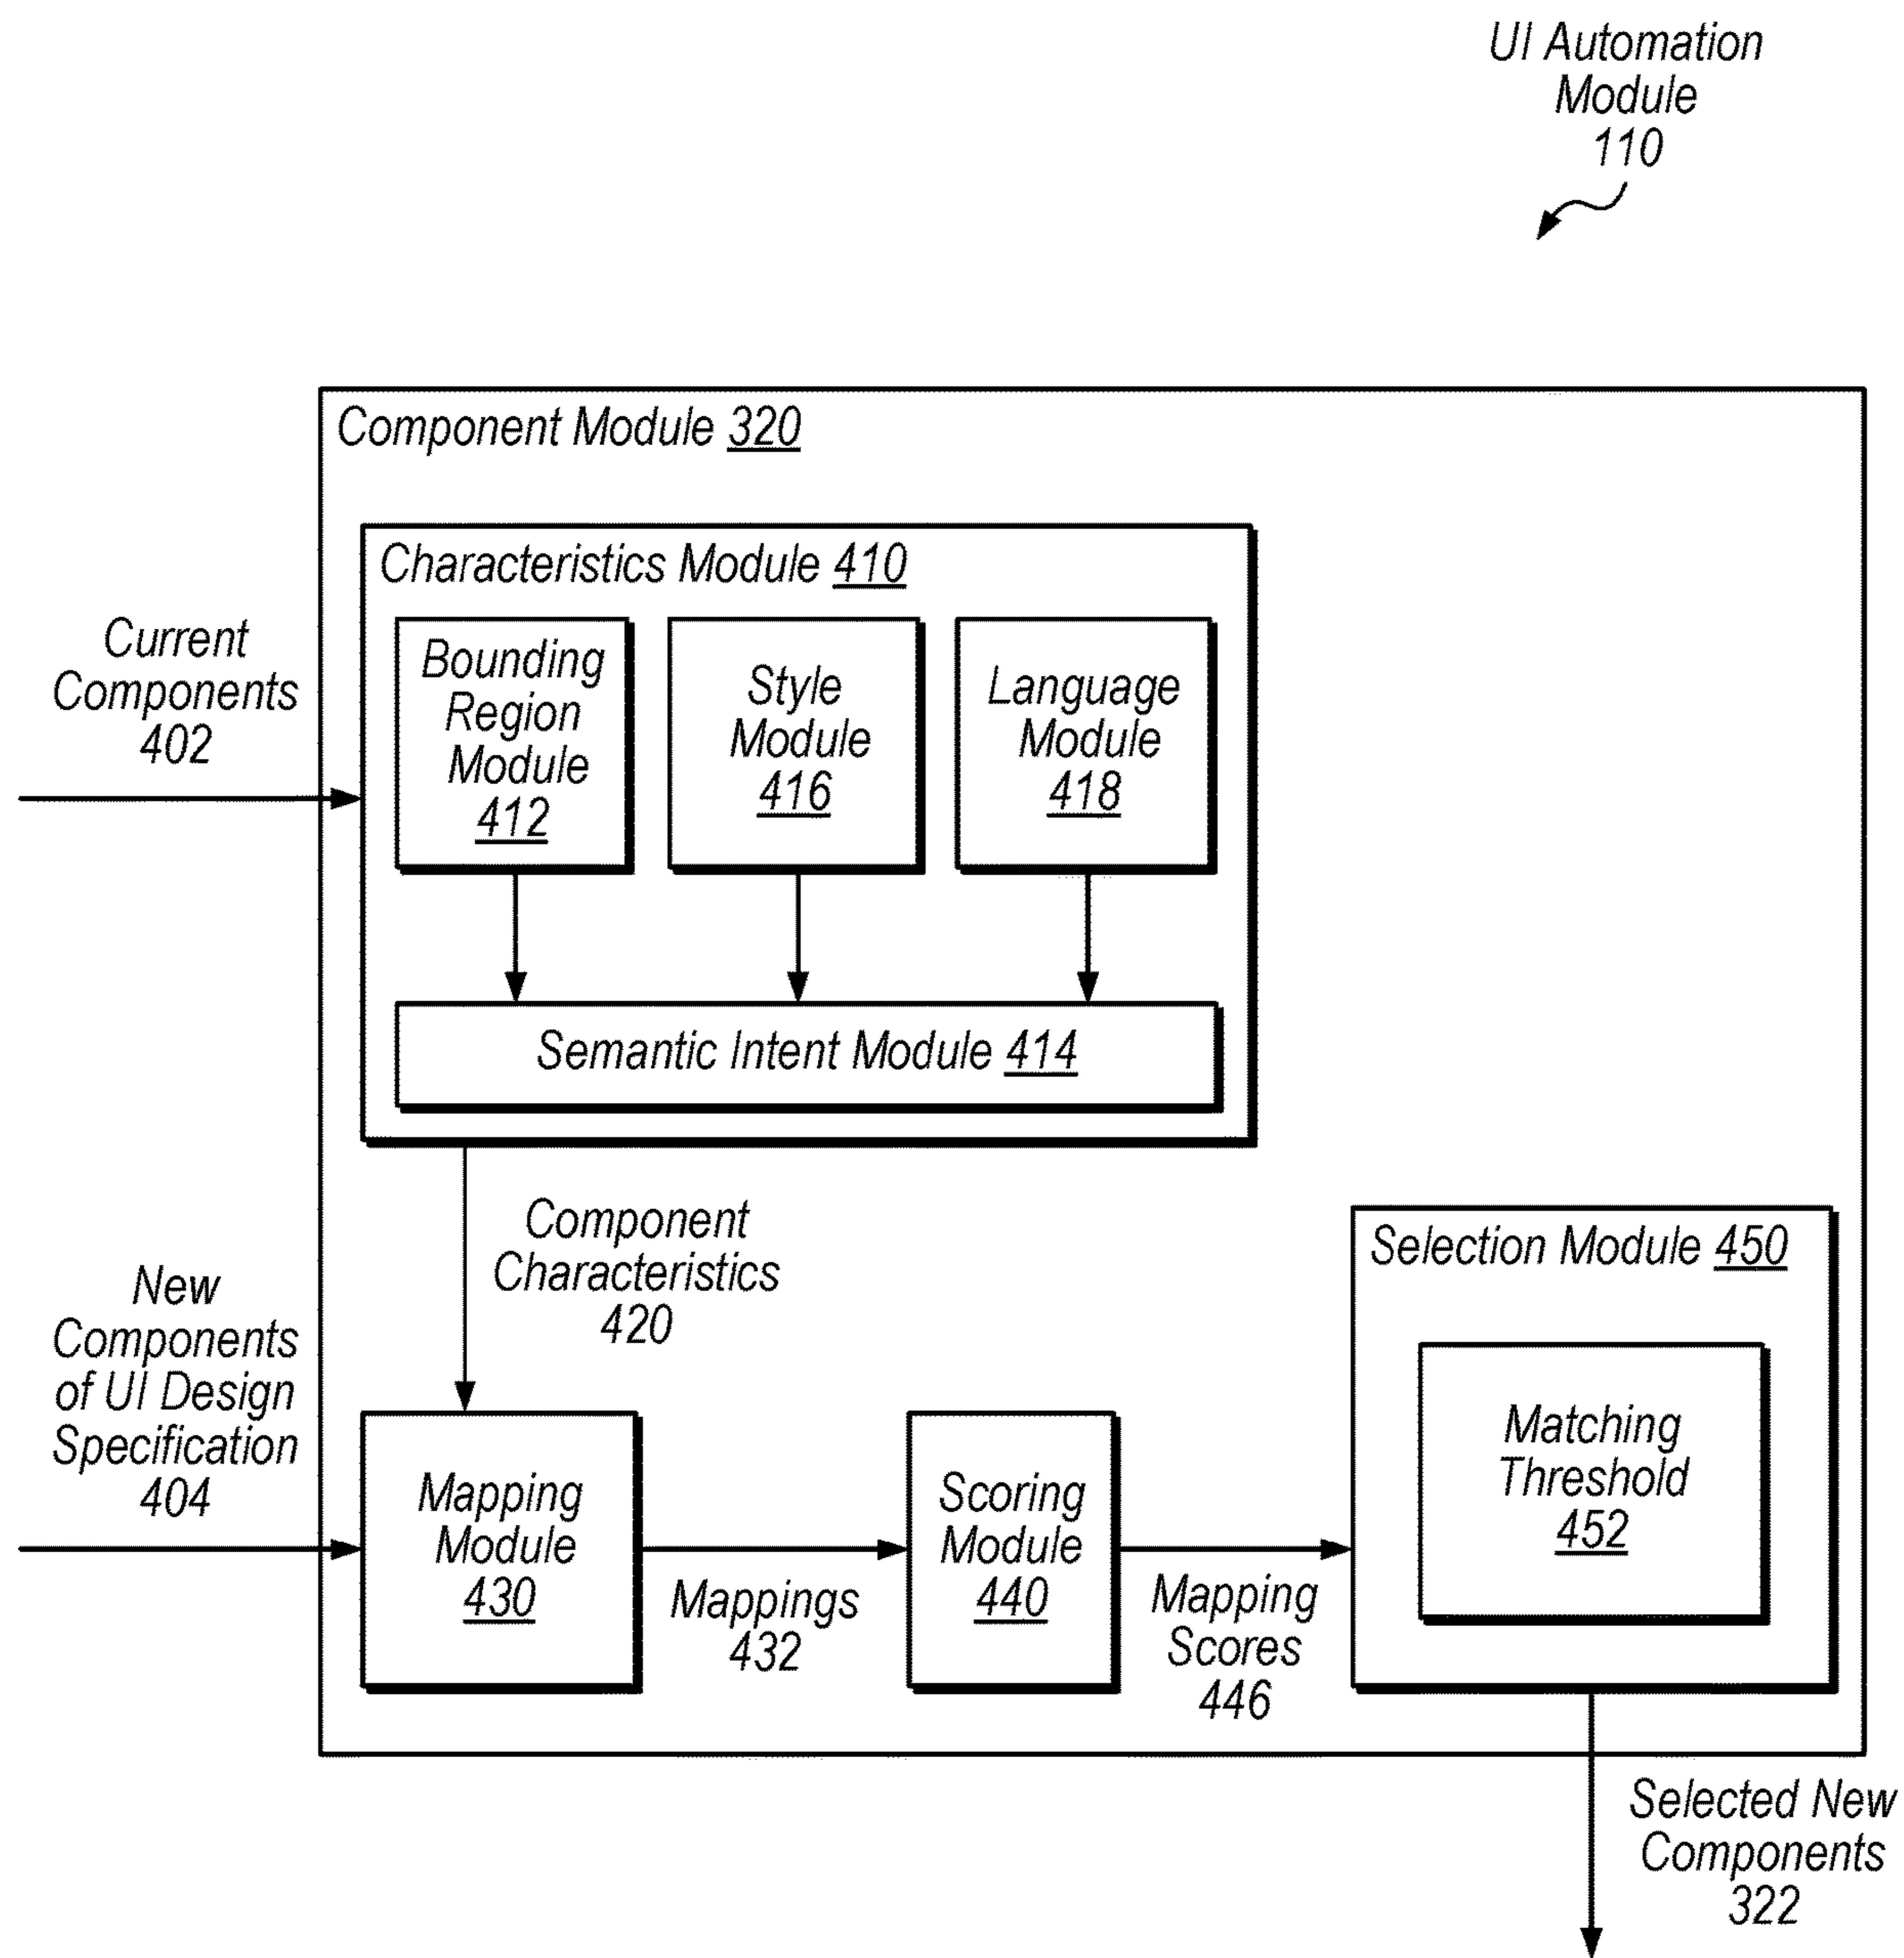 UI Automation
Module
110
Component Module 320
Characteristics Module 410
Bounding
Region
Module
412
Style
Module
416
Language
Module
418
Current
Components
402
Semantic Intent Module 414
Component
Characteristics
420
New
Components
of UI Design
Specification
404
Mapping
Module
430
Mappings
432
Scoring
Module
440
Mapping
Scores
446
Selection Module 450
Matching
Threshold
452
Selected New
Components
322